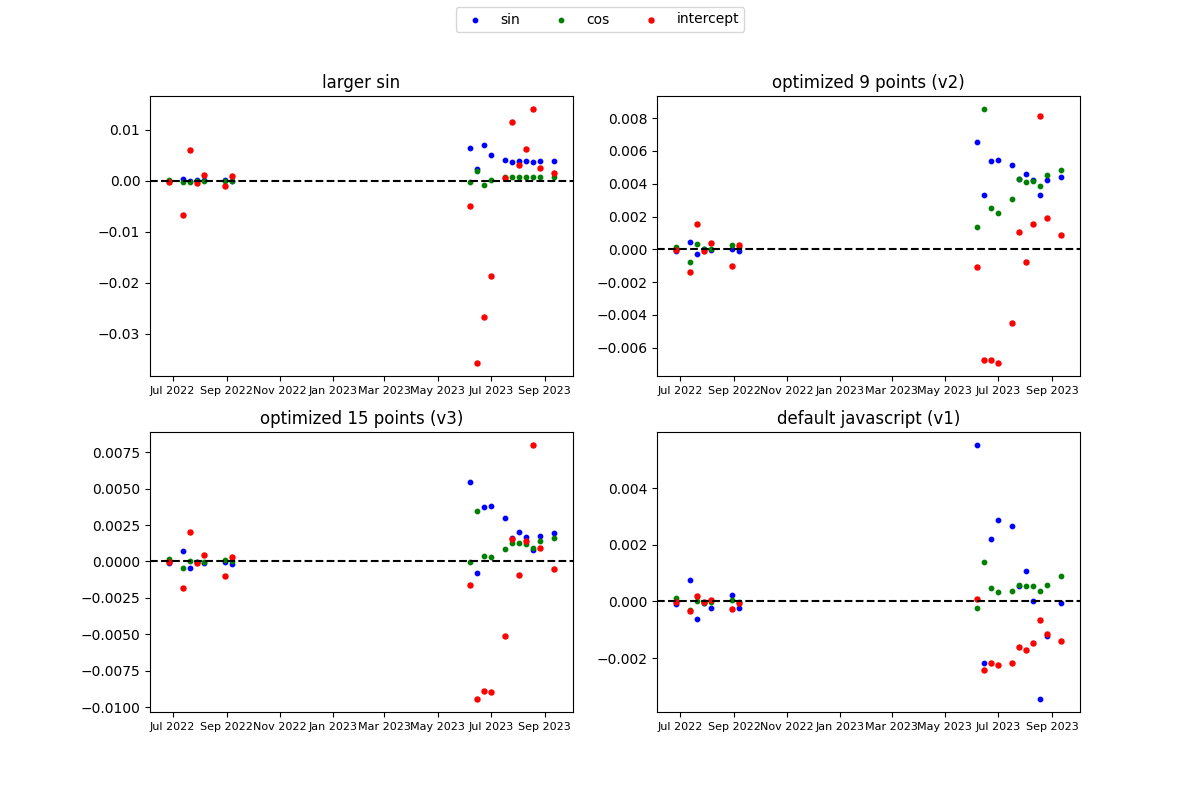 sin cos intercept
larger sin
0.01
0.00
−0.01
−0.02
−0.03
Jul 2022 Sep 2022 Nov 2022 Jan 2023 Mar 2023 May 2023 Jul 2023 Sep 2023
optimized 9 points (v2)
0.008
0.006
0.004
0.002
0.000
−0.002
−0.004
−0.006
Jul 2022 Sep 2022 Nov 2022 Jan 2023 Mar 2023 May 2023 Jul 2023 Sep 2023
optimized 15 points (v3)
0.0075
0.0050
0.0025
0.0000
−0.0025
−0.0050
−0.0075
−0.0100
Jul 2022 Sep 2022 Nov 2022 Jan 2023 Mar 2023 May 2023 Jul 2023 Sep 2023
default javascript (v1)
0.004
0.002
0.000
−0.002
Jul 2022 Sep 2022 Nov 2022 Jan 2023 Mar 2023 May 2023 Jul 2023 Sep 2023